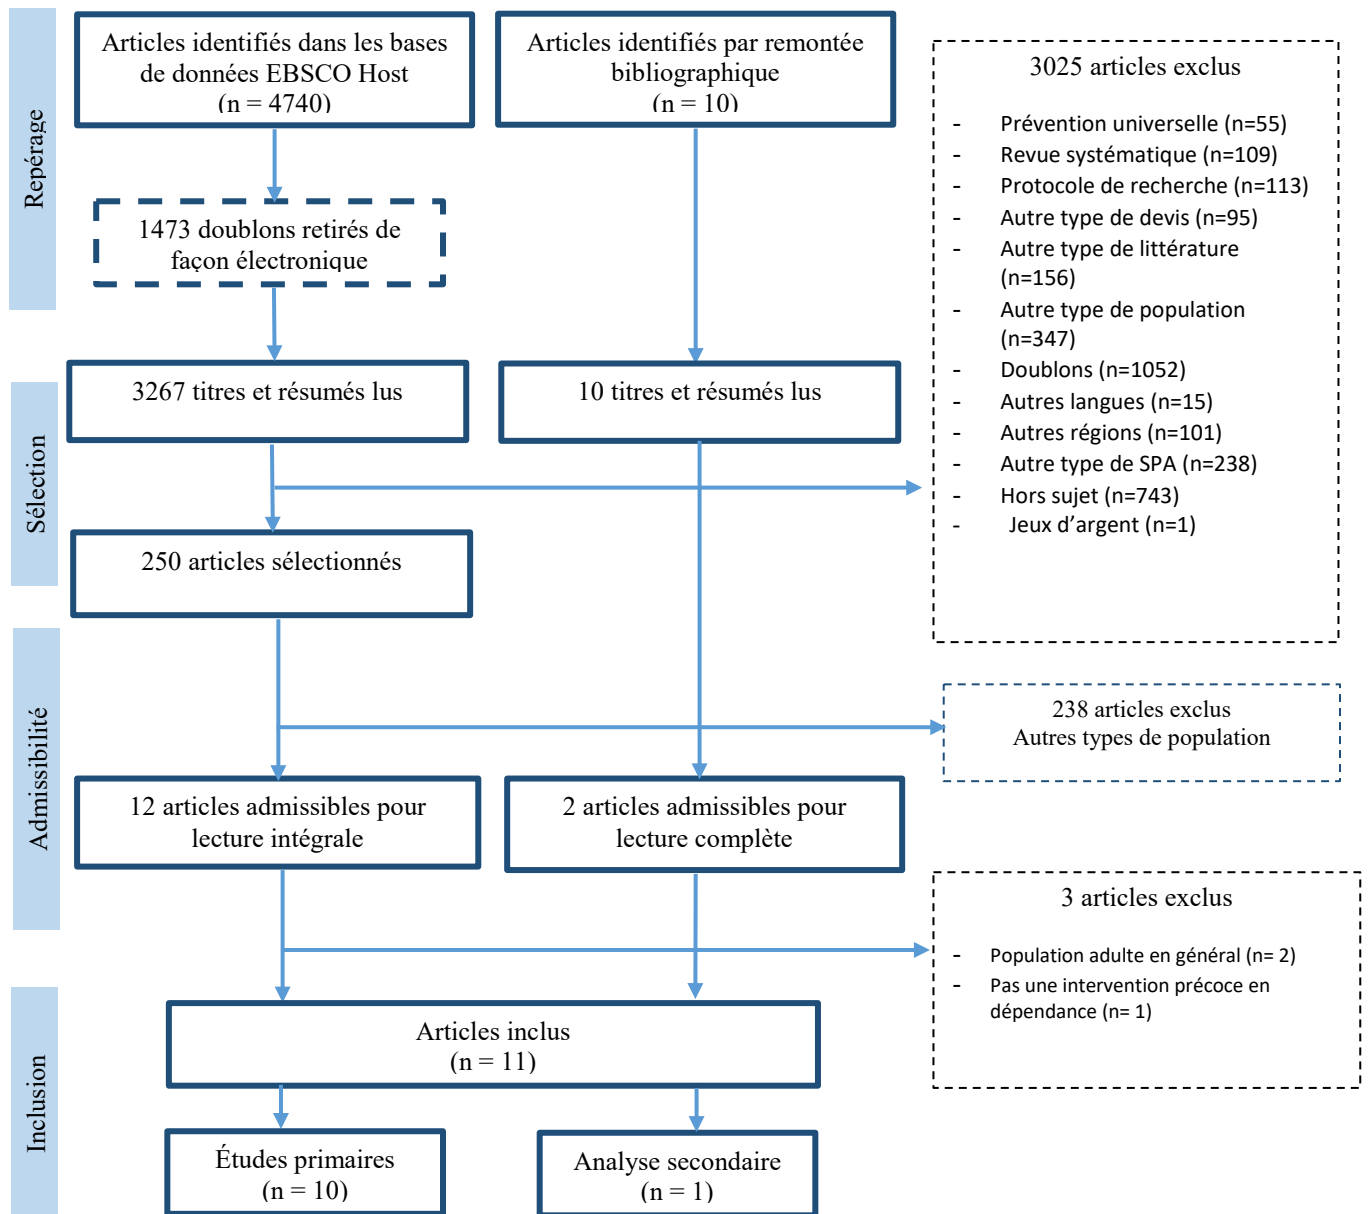 Repérage
Articles identifiés dans les bases
de données EBSCO Host
(n = 4740)
Articles identifiés par remontée
bibliographique
(n = 10)
1473 doublons retirés de
façon électronique
Sélection
3267 titres et résumés lus
10 titres et résumés lus
3025 articles exclus
- Prévention universelle (n=55)
- Revue systématique (n=109)
- Protocole de recherche (n=113)
- Autre type de devis (n=95)
- Autre type de littérature
(n=156)
- Autre type de population
(n=347)
- Doublons (n=1052)
- Autres langues (n=15)
- Autres régions (n=101)
- Autre type de SPA (n=238)
- Hors sujet (n=743)
- Jeux d'argent (n=1)
250 articles sélectionnés
Admissibilité
238 articles exclus
Autres types de population
12 articles admissibles pour
lecture intégrale
2 articles admissibles pour
lecture complète
3 articles exclus
- Population adulte en général (n= 2)
- Pas une intervention précoce en
dépendance (n= 1)
Inclusion
Articles inclus
(n = 11)
Études primaires
(n = 10)
Analyse secondaire
(n = 1)